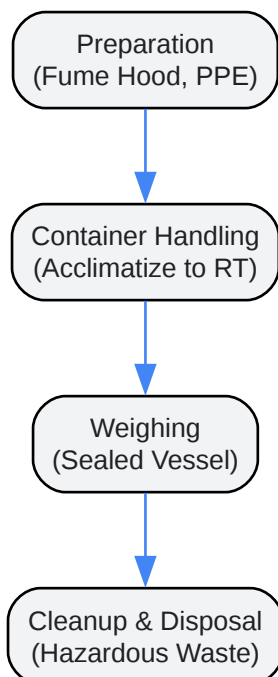 Preparation
(Fume Hood, PPE)
Container Handling
(Acclimatize to RT)
Weighing
(Sealed Vessel)
Cleanup & Disposal
(Hazardous Waste)